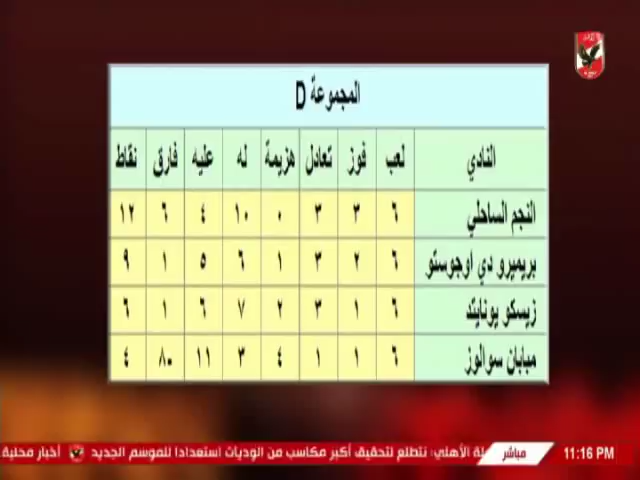 المجموعة D
النادي لعب فوز تعادل هزيمة له عليه فارق نقاط
النجم الساحلي ٦ ٣ ٣ ٠ ١٠ ٤ ٦ ١٢
بريميرو دي اوجوستو ٦ ٢ ٣ ١ ٦ ٥ ١ ٩
زيسكو يونايتد ٦ ١ ٣ ٢ ٧ ٦ ١ ٦
مبابان سوالوز ٦ ١ ١ ٤ ٣ ١١ ٨- ٤
11:16 PM مباشر لة الأهلي: نتطلع لتحقيق أكبر مكاسب من الوديات استعدادا للموسم الجديد أخبار محلية